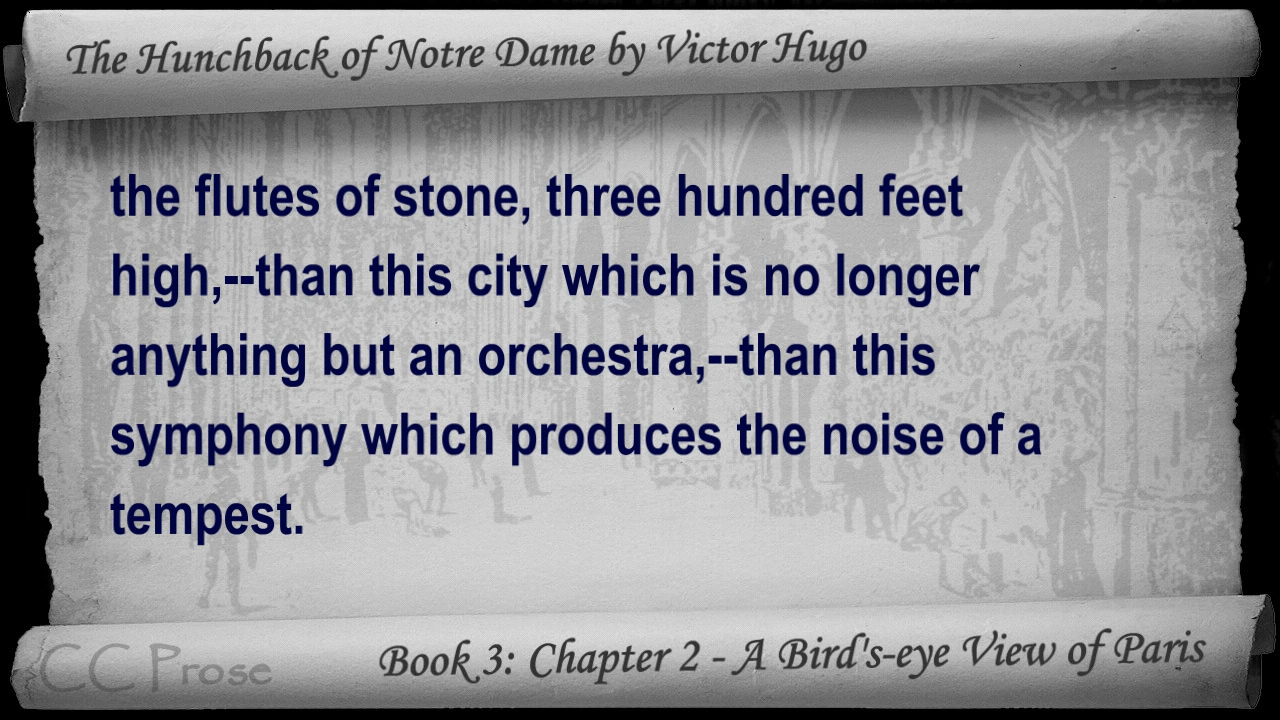 The Hunchback of Notre Dame by Victor Hugo
the flutes of stone, three hundred feet
high,--than this city which is no longer
anything but an orchestra,--than this
symphony which produces the noise of a
tempest.
CC Prose
Book 3: Chapter 2 - A Bird's-eye View of Paris